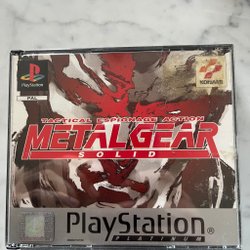 PlayStation
PAL
KONAMI
TACTICAL ESPIONAGE ACTION
METAL GEAR
SOLID
PlayStation®
PLATINUM